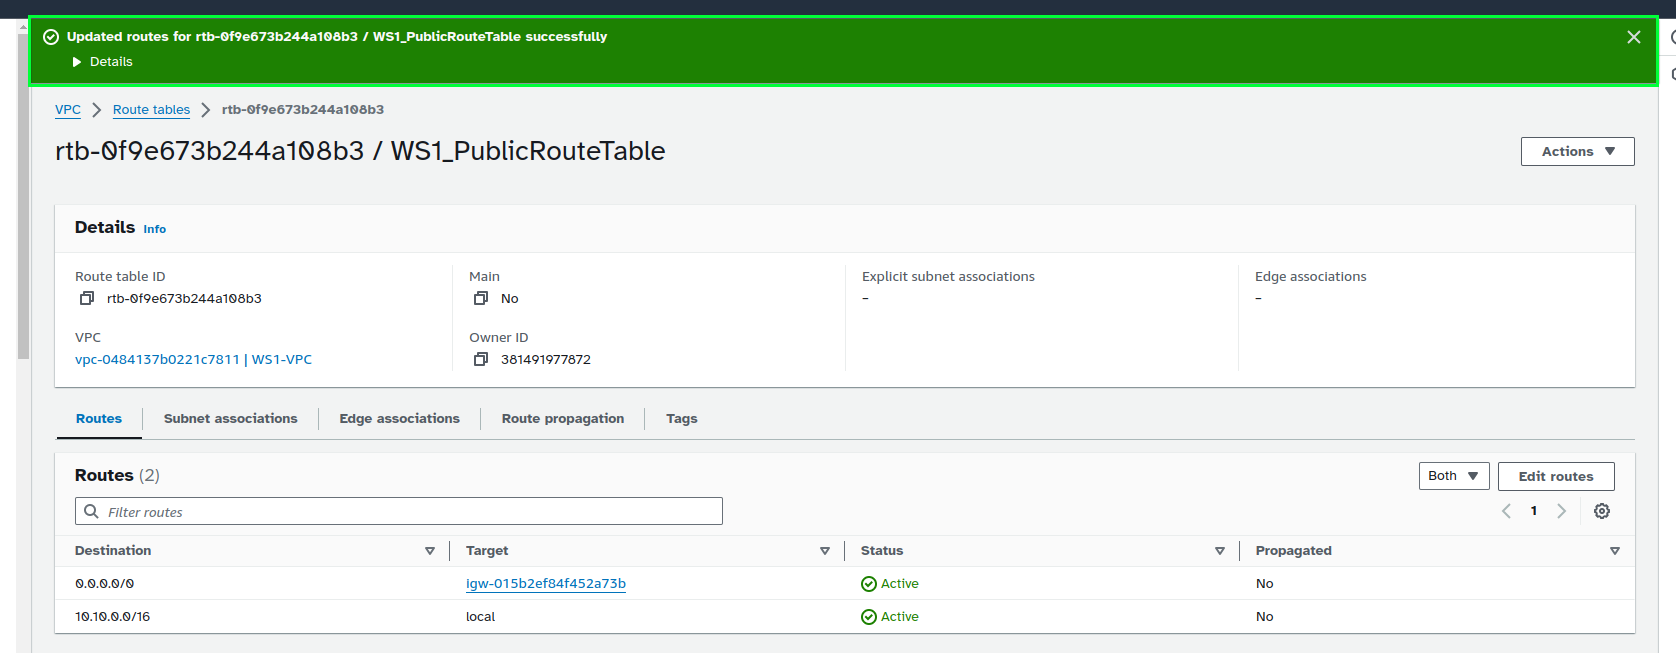 Updated routes for rtb-0f9e673b244a108b3 / WS1_PublicRouteTable successfully
Details
VPC Route tables rtb-0f9e673b244a108b3
rtb-0f9e673b244a108b3 / WS1_PublicRouteTable
Actions
Details Info
Route table ID Main Explicit subnet associations Edge associations
rtb-0f9e673b244a108b3 No – –
VPC Owner ID
vpc-0484137b0221c7811 | WS1-VPC 381491977872
Routes Subnet associations Edge associations Route propagation Tags
Routes (2) Both Edit routes
Filter routes 1
Destination Target Status Propagated
0.0.0.0/0 igw-015b2ef84f452a73b Active No
10.10.0.0/16 local Active No